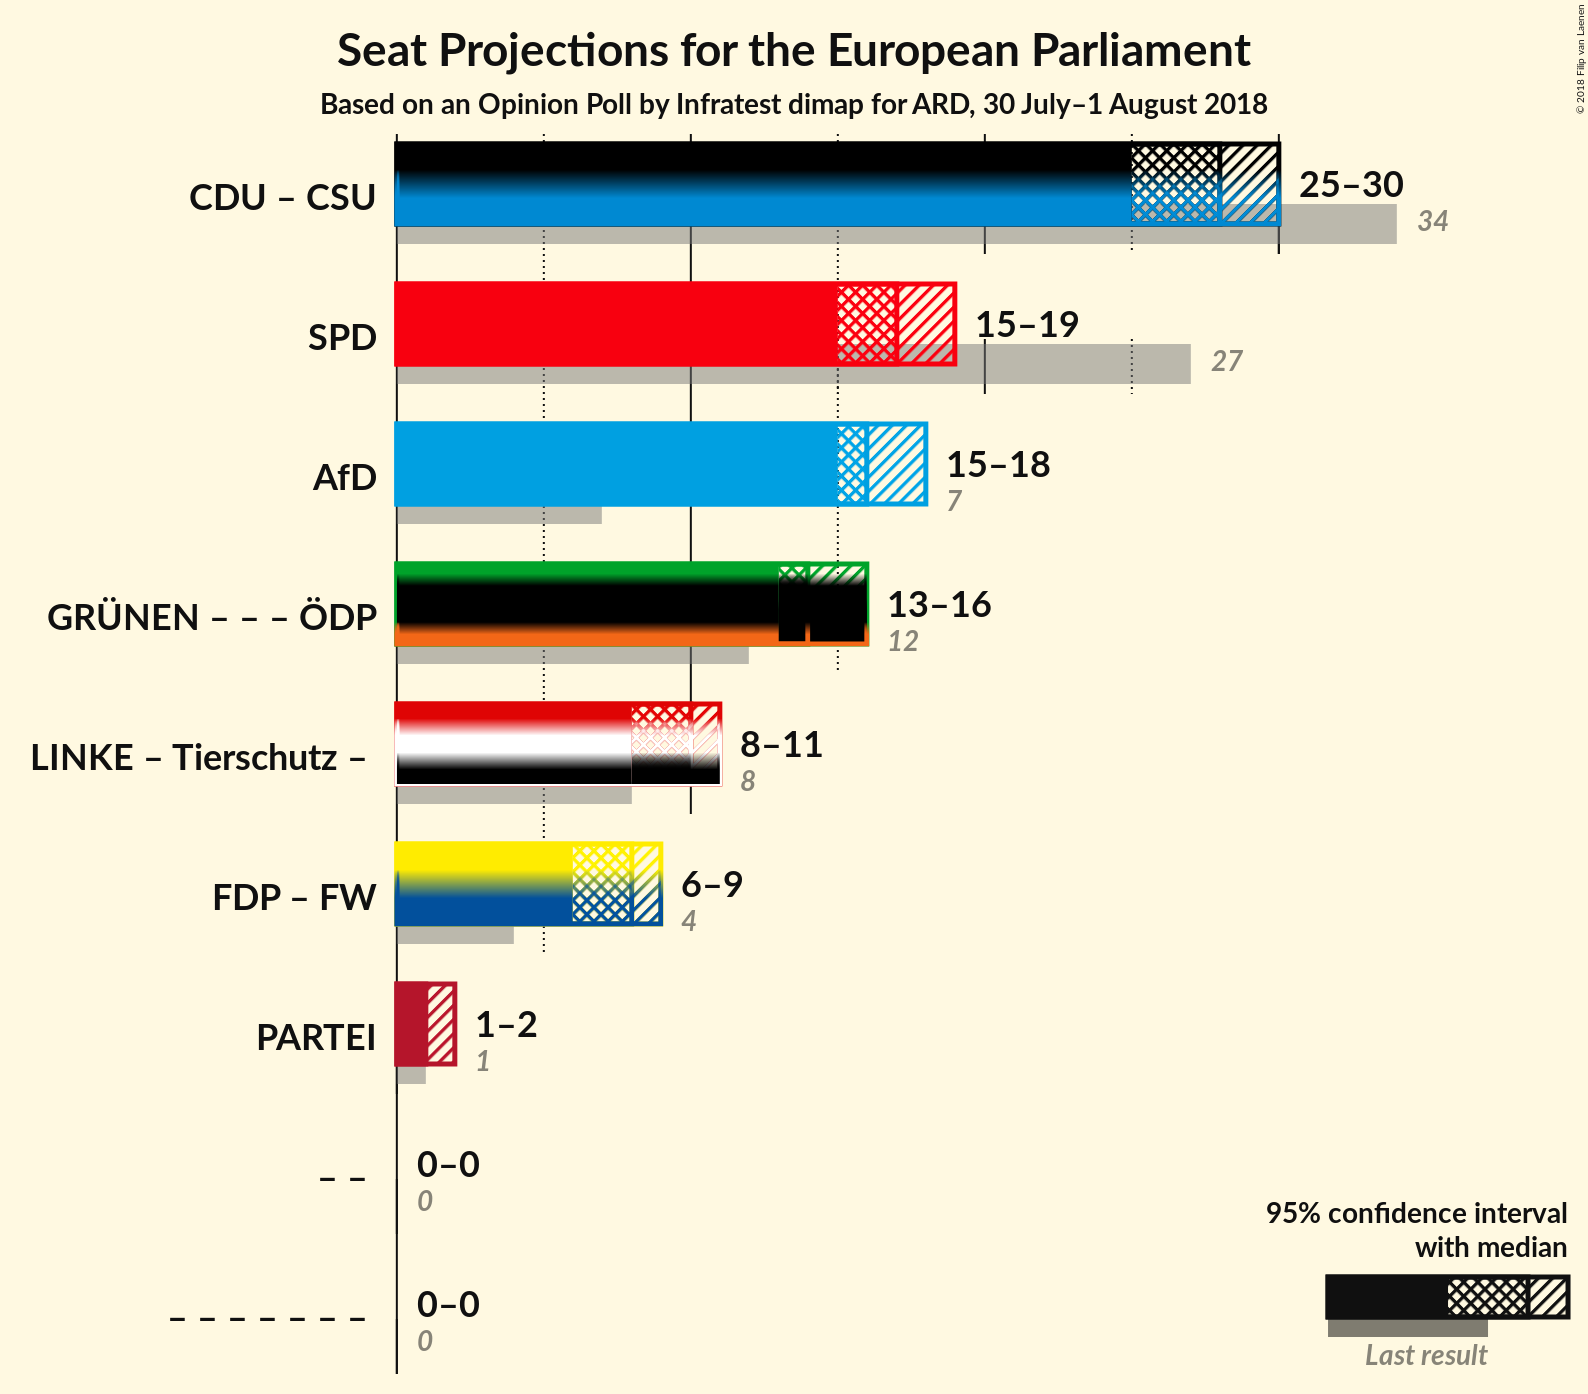 Seat Projections for the European Parliament
Based on an Opinion Poll by Infratest dimap for ARD, 30 July–1 August 2018
© 2018 Filip van Laenen
CDU – CSU
25–30
34
SPD
15–19
27
AfD
15–18
7
GRÜNEN – – – ÖDP
13–16
12
LINKE – Tierschutz –
8–11
8
FDP – FW
6–9
4
PARTEI
1–2
1
– –
0–0
0
– – – – – – –
0–0
0
95% confidence interval
with median
Last result